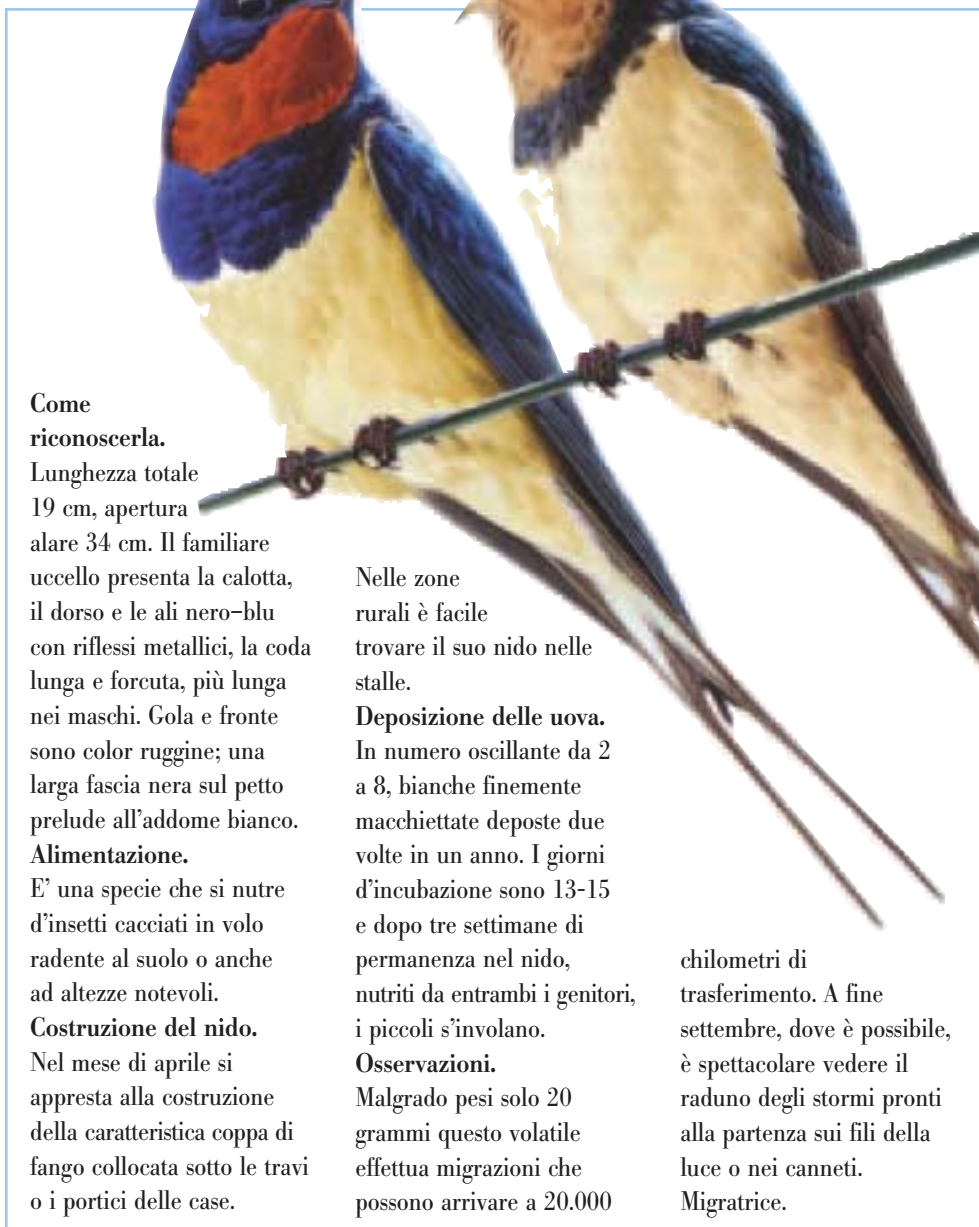 Come
riconoscerla.
Lunghezza totale
19 cm, apertura
alare 34 cm. Il familiare
uccello presenta la calotta,
il dorso e le ali nero-blu
con riflessi metallici, la coda
lunga e forcuta, più lunga
nei maschi. Gola e fronte
sono color ruggine; una
larga fascia nera sul petto
prelude all'addome bianco.
Alimentazione.
E' una specie che si nutre
d'insetti cacciati in volo
radente al suolo o anche
ad altezze notevoli.
Costruzione del nido.
Nel mese di aprile si
appresta alla costruzione
della caratteristica coppa di
fango collocata sotto le travi
o i portici delle case.
Nelle zone
rurali è facile
trovare il suo nido nelle
stalle.
Deposizione delle uova.
In numero oscillante da 2
a 8, bianche finemente
macchiettate deposte due
volte in un anno. I giorni
d'incubazione sono 13-15
e dopo tre settimane di
permanenza nel nido,
nutriti da entrambi i genitori,
i piccoli s'involano.
Osservazioni.
Malgrado pesi solo 20
grammi questo volatile
effettua migrazioni che
possono arrivare a 20.000
chilometri di
trasferimento. A fine
settembre, dove è possibile,
è spettacolare vedere il
raduno degli stormi pronti
alla partenza sui fili della
luce o nei canneti.
Migratrice.